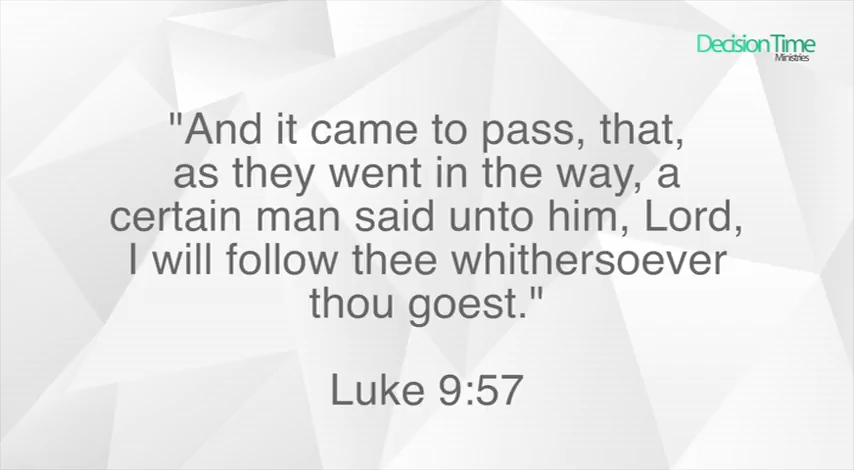 DecisionTime
Ministries
"And it came to pass, that,
as they went in the way, a
certain man said unto him, Lord,
I will follow thee whithersoever
thou goest."
Luke 9:57